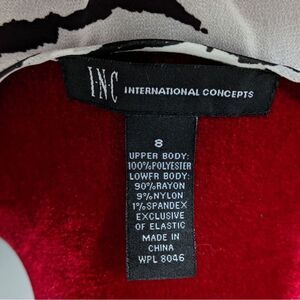 INC INTERNATIONAL CONCEPTS
8
UPPER BODY:
100%POLYESTER
LOWER BODY:
90%RAYON
9%NYLON
1%SPANDEX
EXCLUSIVE
OF ELASTIC
MADE IN
CHINA
WPL 8046